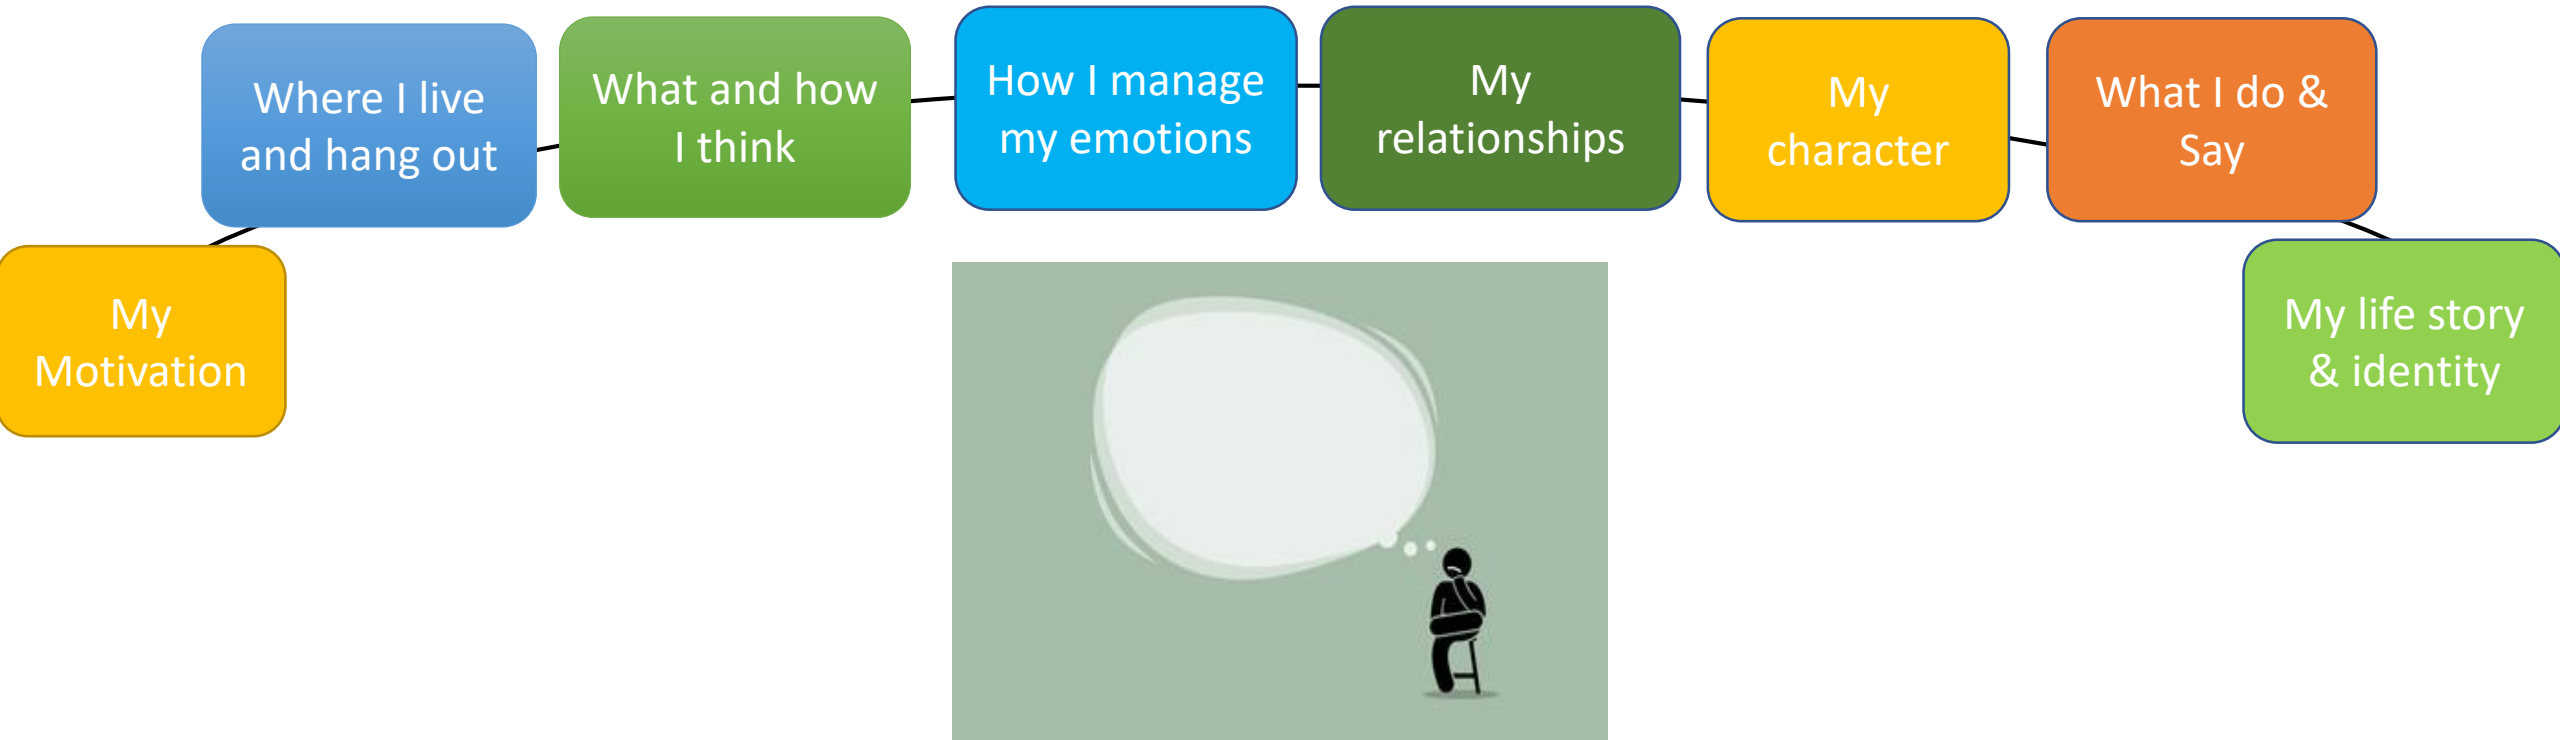 My
Motivation
Where I live
and hang out
What and how
I think
How I manage
my emotions
My
relationships
My
character
What I do &
Say
My life story
& identity